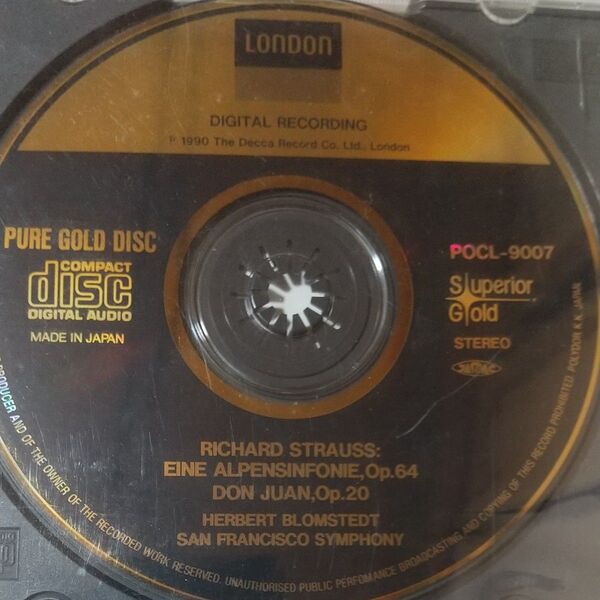 LONDON
DIGITAL RECORDING
℗ 1990 The Decca Record Co. Ltd., London
PURE GOLD DISC
COMPACT
disc
DIGITAL AUDIO
MADE IN JAPAN
POCL-9007
Superior
Gold
STEREO
RICHARD STRAUSS:
EINE ALPENSINFONIE,Op.64
DON JUAN,Op.20
HERBERT BLOMSTEDT
SAN FRANCISCO SYMPHONY
PRODUCER AND OF THE OWNER OF THE RECORDED WORK RESERVED. UNAUTHORISED PUBLIC PERFOMANCE BROADCASTING AND COPYING OF THIS RECORD PROHIBITED. POLYDOR K.K. JAPAN